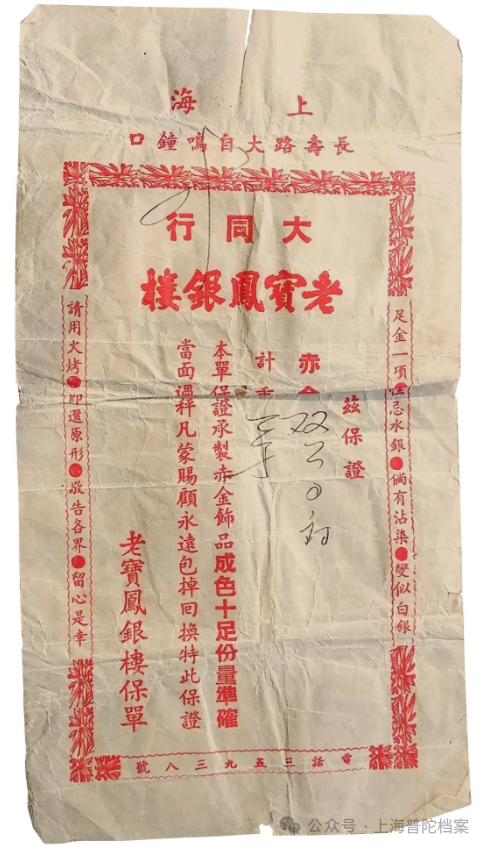 上海
長壽路大自鳴鐘口
大同行
老寳鳳銀樓
足金一項性忌水銀●倘有沾染●變似白銀
茲保證
赤金
計重
本單保證承製赤金飾品成色十足份量準確
當面過秤凡蒙賜顧永遠包掉回換特此保證
老寶鳳銀樓保單
請用火烤●即還原形●敬告各界●留心是幸
電話三五九三八號
公众号·上海普陀档案